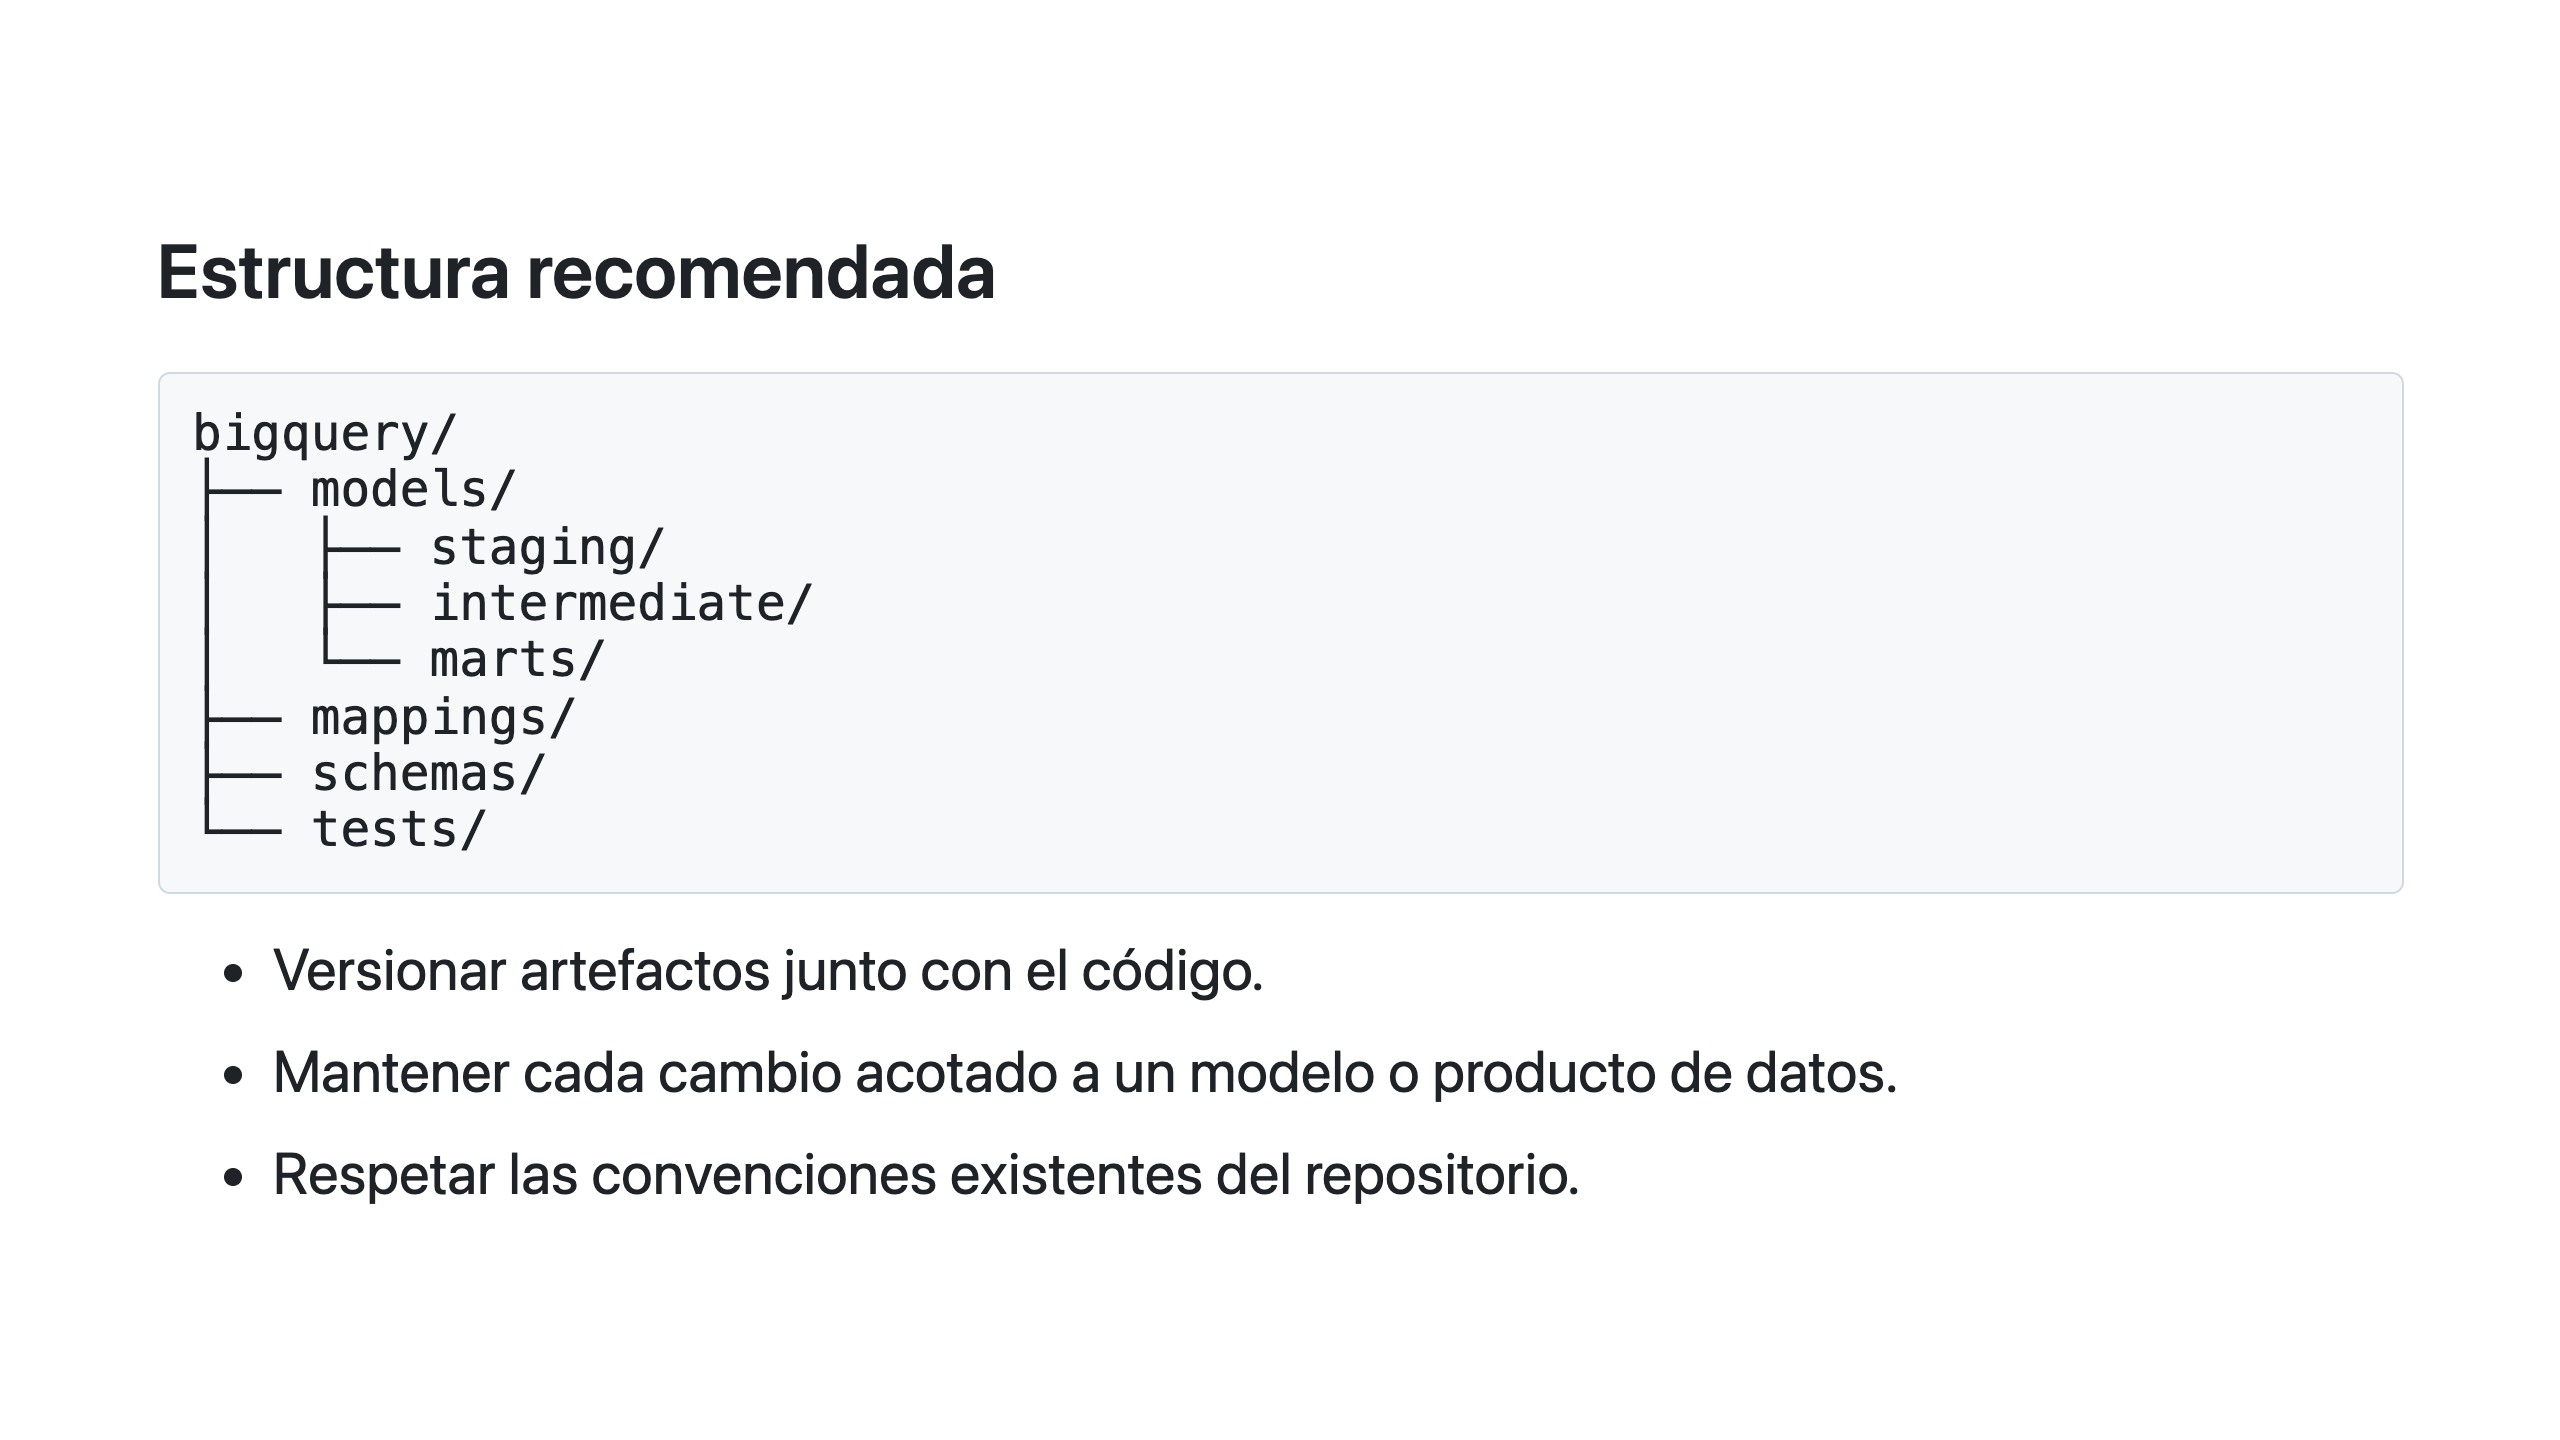 Estructura recomendada
bigquery/
├── models/
│   ├── staging/
│   ├── intermediate/
│   └── marts/
├── mappings/
├── schemas/
└── tests/
• Versionar artefactos junto con el código.
• Mantener cada cambio acotado a un modelo o producto de datos.
• Respetar las convenciones existentes del repositorio.